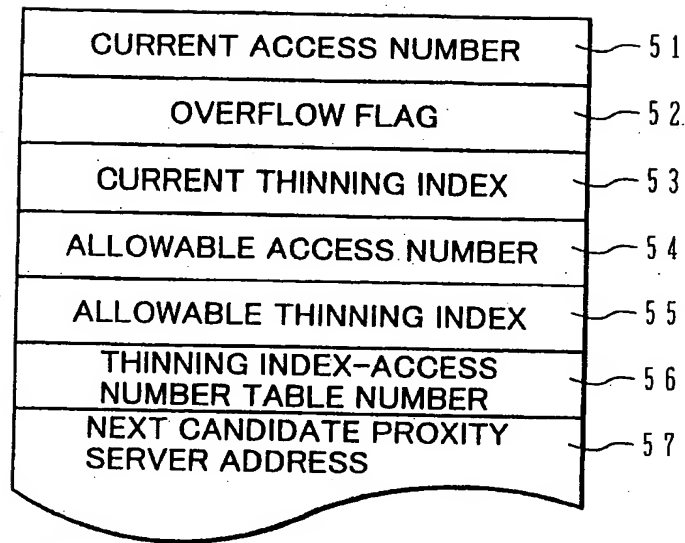 CURRENT ACCESS NUMBER 51
OVERFLOW FLAG 52
CURRENT THINNING INDEX 53
ALLOWABLE ACCESS NUMBER 54
ALLOWABLE THINNING INDEX 55
THINNING INDEX-ACCESS
NUMBER TABLE NUMBER 56
NEXT CANDIDATE PROXITY
SERVER ADDRESS 57